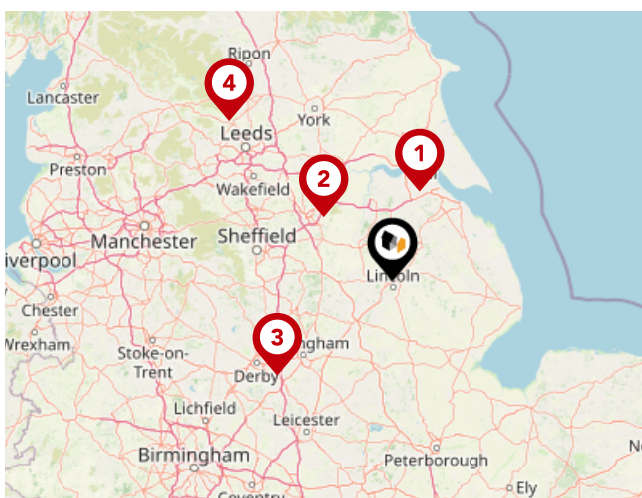 Ripon
4
Lancaster
York
Leeds
1
Preston
Wakefield
2
Manchester
Sheffield
iverpool
Lincoln
Chester
3
Wrexham
Stoke-on-
Trent
ngham
Derby
Lichfield
Leicester
Birmingham
Peterborough
Coventry
Ely